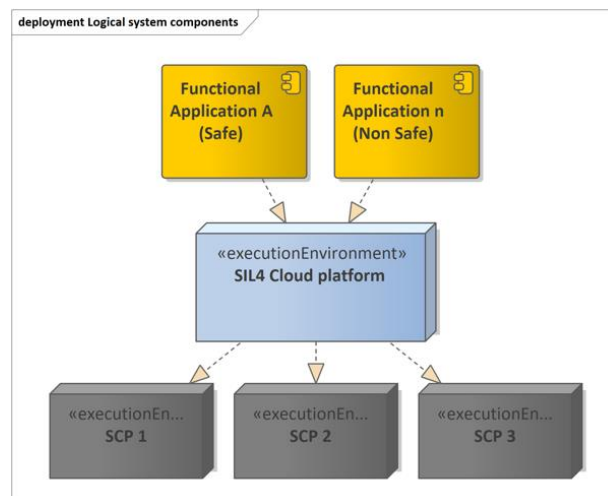 deployment Logical system components
Functional
Application A
(Safe)
Functional
Application n
(Non Safe)
«executionEnvironment»
SIL4 Cloud platform
«executionEn...
SCP 1
«executionEn...
SCP 2
«executionEn...
SCP 3